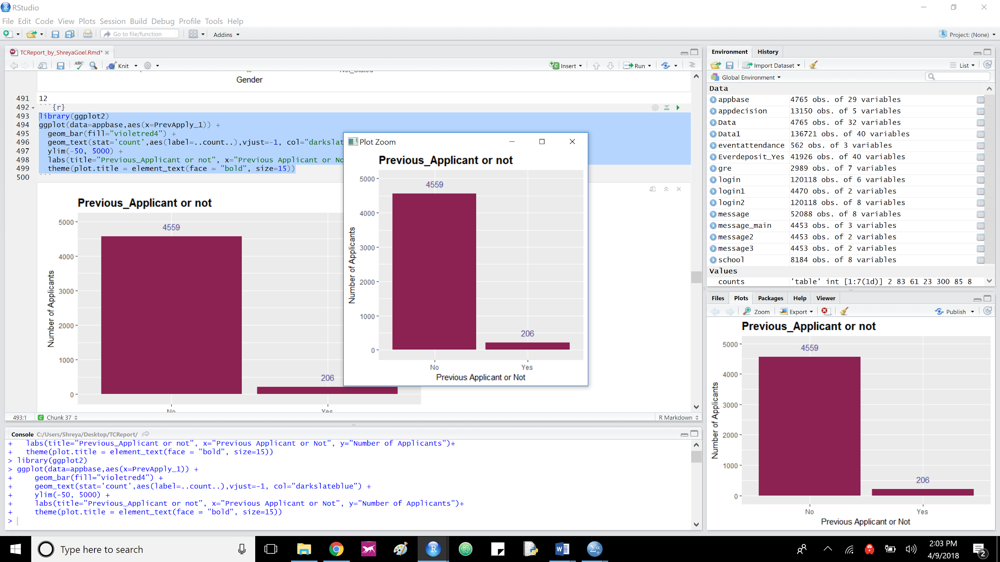 RStudio
File Edit Code View Plots Session Build Debug Profile Tools Help
Go to file/function
Addins
Project: (None)
TCReport_by_ShreyaGoel.Rmd*
ABC
Knit
Insert
Run
Gender
491 12
492 ```{r}
493 library(ggplot2)
494 ggplot(data=appbase,aes(x=PrevApply_1)) +
495 geom_bar(fill="violetred4") +
496 geom_text(stat='count',aes(label=..count..),vjust=-1, col="darkslat
497 ylim(-50, 5000) +
498 labs(title="Previous_Applicant or not", x="Previous Applicant or No
499 theme(plot.title = element_text(face = "bold", size=15))
500 ```
Previous_Applicant or not
5000
4559
4000
3000
2000
1000
206
0
Number of Applicants
No Yes
Plot Zoom
Previous_Applicant or not
5000
4559
4000
3000
2000
1000
206
0
Number of Applicants
No Yes
Previous Applicant or Not
493:1 Chunk 37
R Markdown
Console C:/Users/Shreya/Desktop/TCReport/
+ labs(title="Previous_Applicant or not", x="Previous Applicant or Not", y="Number of Applicants")+
+ theme(plot.title = element_text(face = "bold", size=15))
> library(ggplot2)
> ggplot(data=appbase,aes(x=PrevApply_1)) +
+ geom_bar(fill="violetred4") +
+ geom_text(stat='count',aes(label=..count..),vjust=-1, col="darkslateblue") +
+ ylim(-50, 5000) +
+ labs(title="Previous_Applicant or not", x="Previous Applicant or Not", y="Number of Applicants")+
+ theme(plot.title = element_text(face = "bold", size=15))
>
Environment History
Import Dataset
List
Global Environment
Data
appbase 4765 obs. of 29 variables
appdecision 13150 obs. of 5 variables
Data 4765 obs. of 32 variables
Data1 136721 obs. of 40 variables
eventattendance 562 obs. of 3 variables
Everdeposit_Yes 41926 obs. of 40 variables
gre 2989 obs. of 7 variables
login 120118 obs. of 6 variables
login1 4470 obs. of 2 variables
login2 120118 obs. of 8 variables
message 52088 obs. of 8 variables
message_main 4453 obs. of 3 variables
message2 4453 obs. of 2 variables
message3 4453 obs. of 2 variables
school 8184 obs. of 8 variables
Values
counts 'table' int [1:7(1d)] 2 83 61 23 300 85 8
Files Plots Packages Help Viewer
Zoom Export
Publish
Previous_Applicant or not
5000
4559
4000
3000
2000
1000
206
0
Number of Applicants
No Yes
Previous Applicant or Not
Type here to search
2:03 PM
4/9/2018
2